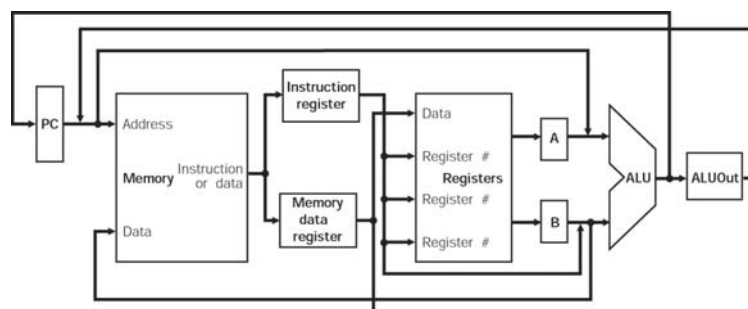 PC
Address
Memory
Instruction
or data
Data
Instruction
register
Memory
data
register
Data
Register #
Registers
Register #
Register #
A
B
ALU
ALUOut